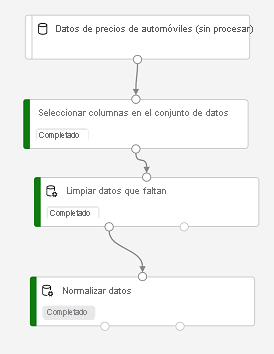 Datos de precios de automóviles (sin procesar)
Seleccionar columnas en el conjunto de datos
Completado
Limpiar datos que faltan
Completado
Normalizar datos
Completado